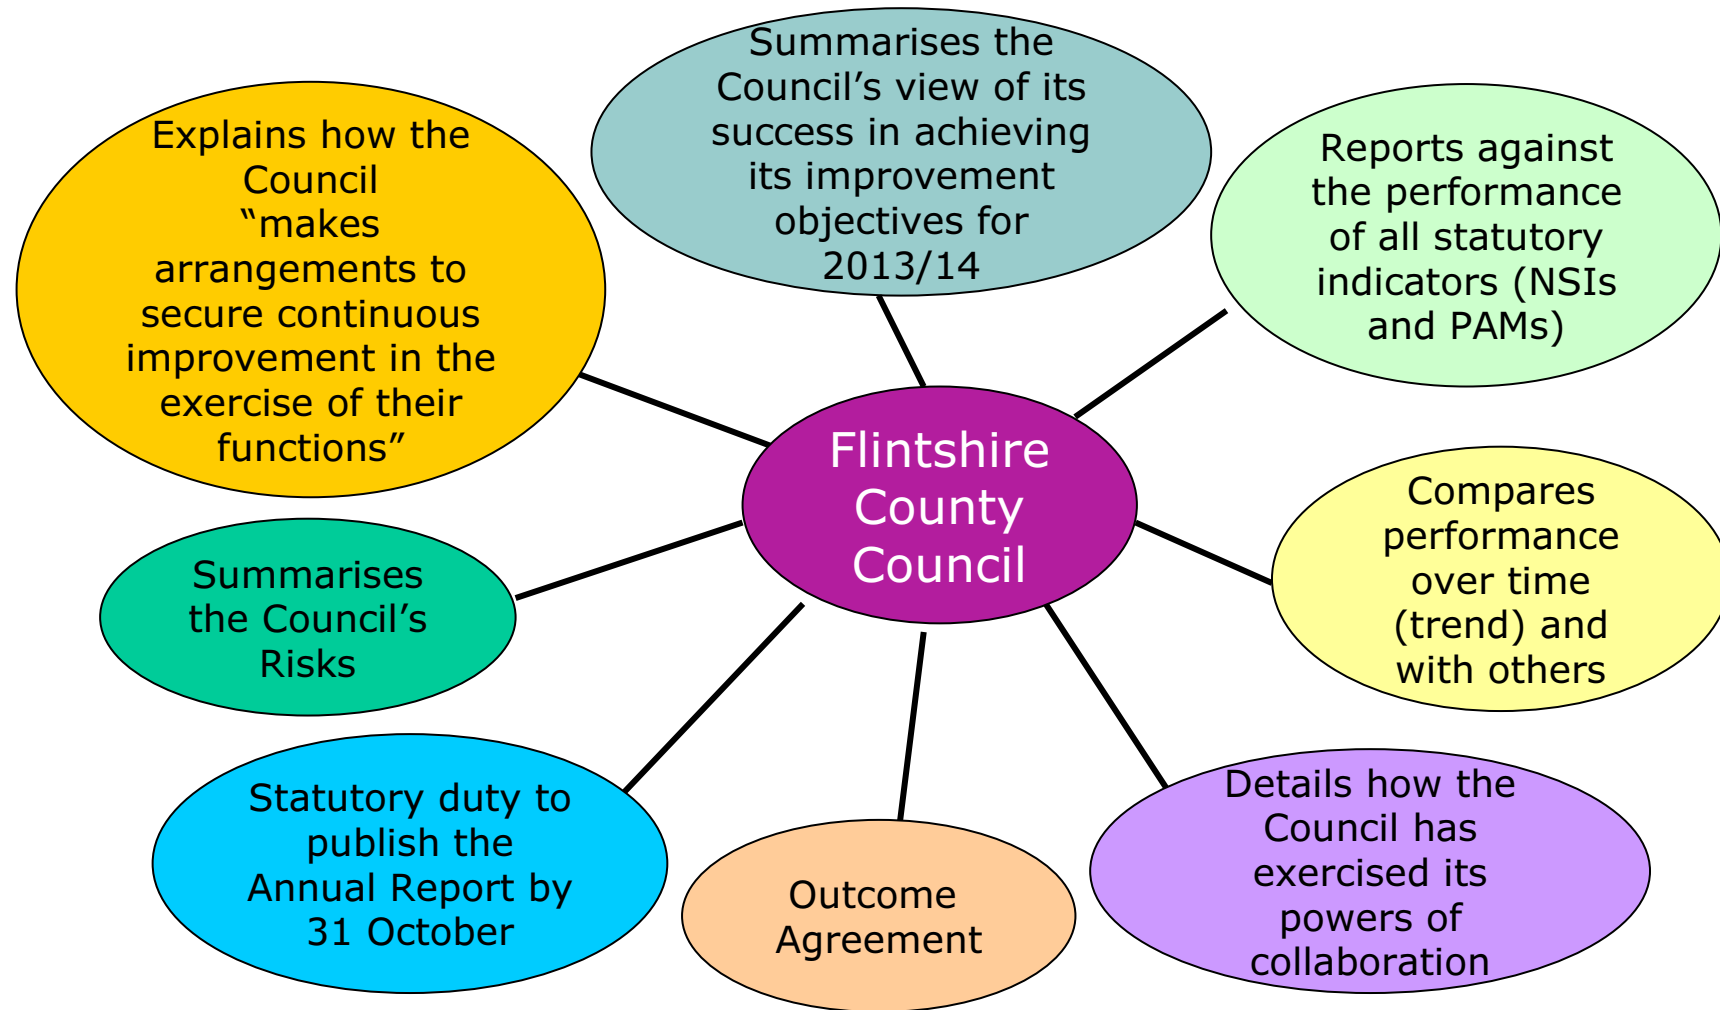 Summarises the
Council’s view of its
success in achieving
its improvement
objectives for
2013/14
Explains how the
Council
“makes
arrangements to
secure continuous
improvement in the
exercise of their
functions”
Reports against
the performance
of all statutory
indicators (NSIs
and PAMs)
Flintshire
County
Council
Compares
performance
over time
(trend) and
with others
Summarises
the Council’s
Risks
Statutory duty to
publish the
Annual Report by
31 October
Outcome
Agreement
Details how the
Council has
exercised its
powers of
collaboration